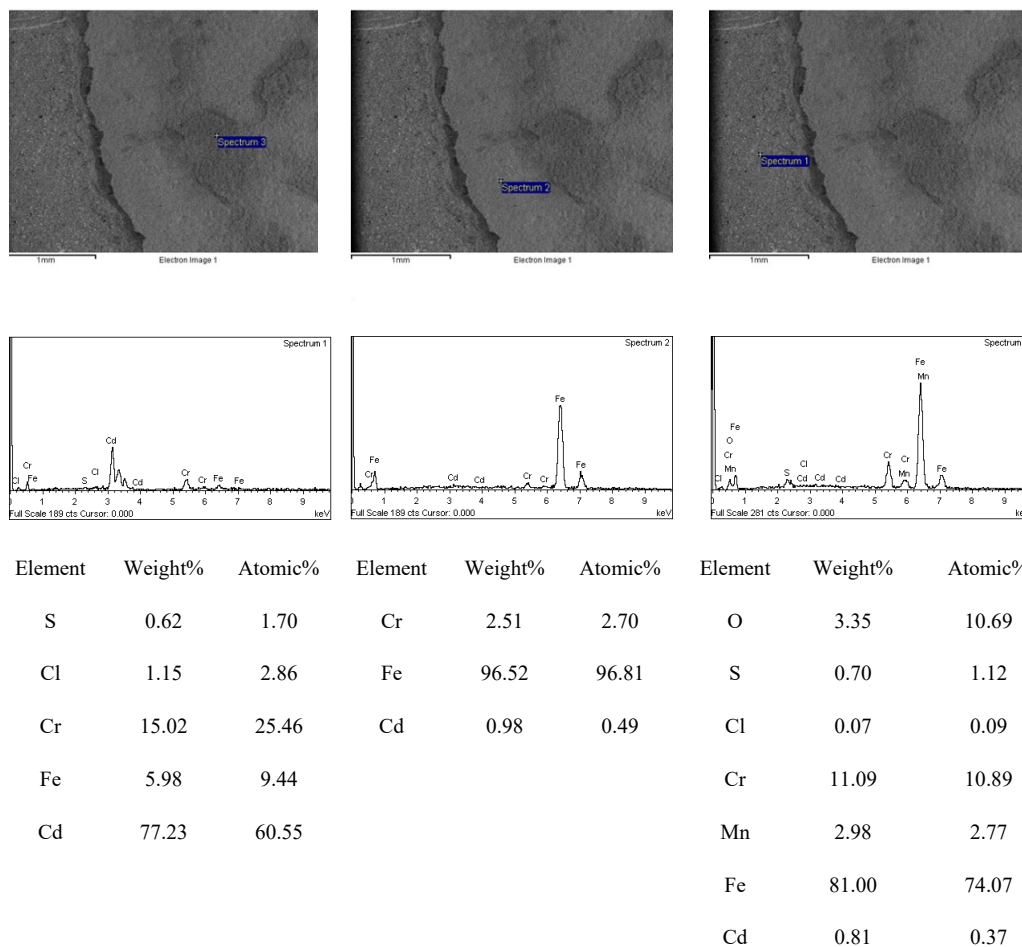 Spectrum 3
Spectrum 2
Spectrum 1
1mm Electron Image 1
1mm Electron Image 1
1mm Electron Image 1
Spectrum 1
Cd
Cr
Cl Fe S Cl Cd Cr Cr Fe Fe
0 1 2 3 4 5 6 7 8 9
Full Scale 189 cts Cursor: 0.000 keV
Spectrum 2
Fe
Fe Fe
Cr Cd Cd Cr Cr
0 1 2 3 4 5 6 7 8 9
Full Scale 189 cts Cursor: 0.000 keV
Spectrum
Fe
Mn
Fe
O
Cr
Mn
Cl S Cl Cd Cd Cd Cr Cr Mn Fe
0 1 2 3 4 5 6 7 8 9
Full Scale 281 cts Cursor: 0.000 ke
Element Weight% Atomic% Element Weight% Atomic% Element Weight% Atomic%
S 0.62 1.70 Cr 2.51 2.70 O 3.35 10.69
Cl 1.15 2.86 Fe 96.52 96.81 S 0.70 1.12
Cr 15.02 25.46 Cd 0.98 0.49 Cl 0.07 0.09
Fe 5.98 9.44 Cr 11.09 10.89
Cd 77.23 60.55 Mn 2.98 2.77
Fe 81.00 74.07
Cd 0.81 0.37